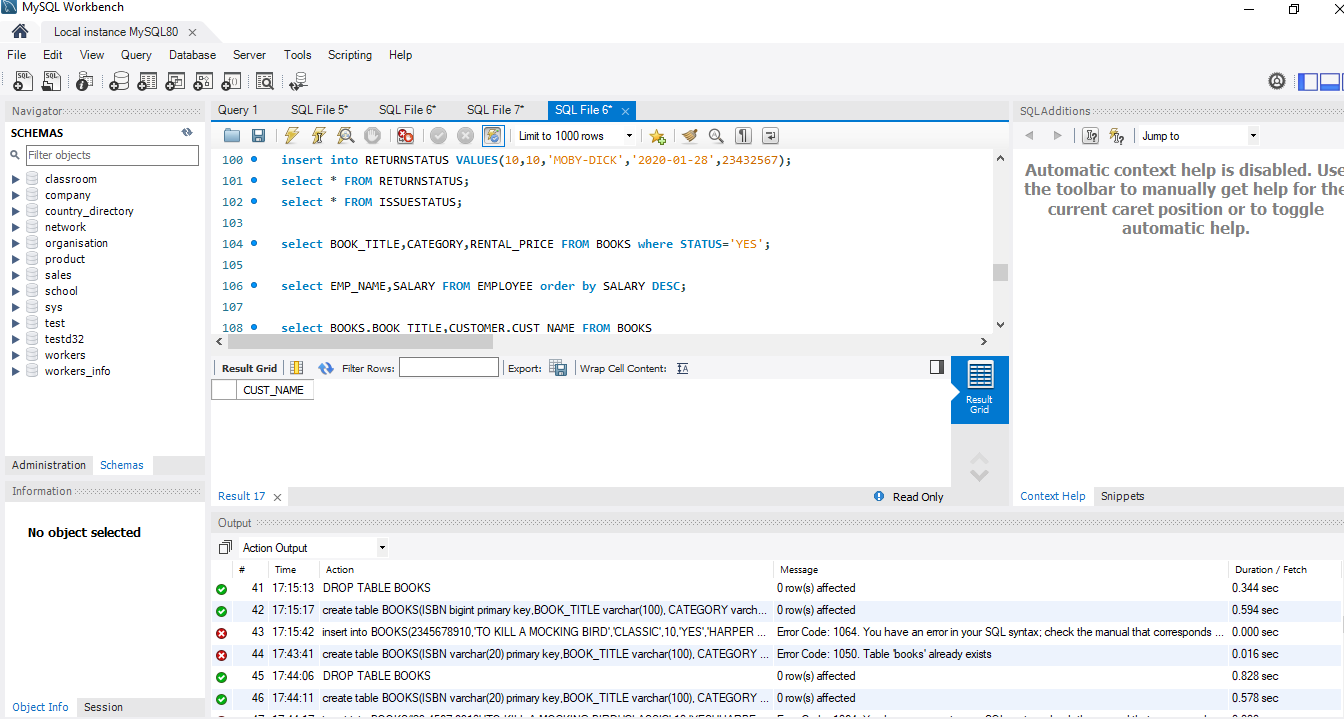 MySQL Workbench
Local instance MySQL80
File Edit View Query Database Server Tools Scripting Help
Navigator
SCHEMAS
Filter objects
classroom
company
country_directory
network
organisation
product
sales
school
sys
test
testd32
workers
workers_info
Administration Schemas
Information
No object selected
Object Info Session
Query 1 SQL File 5* SQL File 6* SQL File 7* SQL File 6*
Limit to 1000 rows
100 insert into RETURNSTATUS VALUES(10,10,'MOBY-DICK','2020-01-28',23432567);
101 select * FROM RETURNSTATUS;
102 select * FROM ISSUESTATUS;
103
104 select BOOK_TITLE,CATEGORY,RENTAL_PRICE FROM BOOKS where STATUS='YES';
105
106 select EMP_NAME,SALARY FROM EMPLOYEE order by SALARY DESC;
107
108 select BOOKS.BOOK_TITLE,CUSTOMER.CUST_NAME FROM BOOKS
Result Grid Filter Rows: Export: Wrap Cell Content:
CUST_NAME
Result
Grid
Result 17 Read Only
SQLAdditions
Jump to
Automatic context help is disabled. Use
the toolbar to manually get help for the
current caret position or to toggle
automatic help.
Context Help Snippets
Output
Action Output
# Time Action Message Duration / Fetch
41 17:15:13 DROP TABLE BOOKS 0 row(s) affected 0.344 sec
42 17:15:17 create table BOOKS(ISBN bigint primary key,BOOK_TITLE varchar(100), CATEGORY varch... 0 row(s) affected 0.594 sec
43 17:15:42 insert into BOOKS(2345678910,'TO KILL A MOCKING BIRD','CLASSIC',10,'YES','HARPER ... Error Code: 1064. You have an error in your SQL syntax; check the manual that corresponds ... 0.000 sec
44 17:43:41 create table BOOKS(ISBN varchar(20) primary key,BOOK_TITLE varchar(100), CATEGORY ... Error Code: 1050. Table 'books' already exists 0.016 sec
45 17:44:06 DROP TABLE BOOKS 0 row(s) affected 0.828 sec
46 17:44:11 create table BOOKS(ISBN varchar(20) primary key,BOOK_TITLE varchar(100), CATEGORY ... 0 row(s) affected 0.578 sec